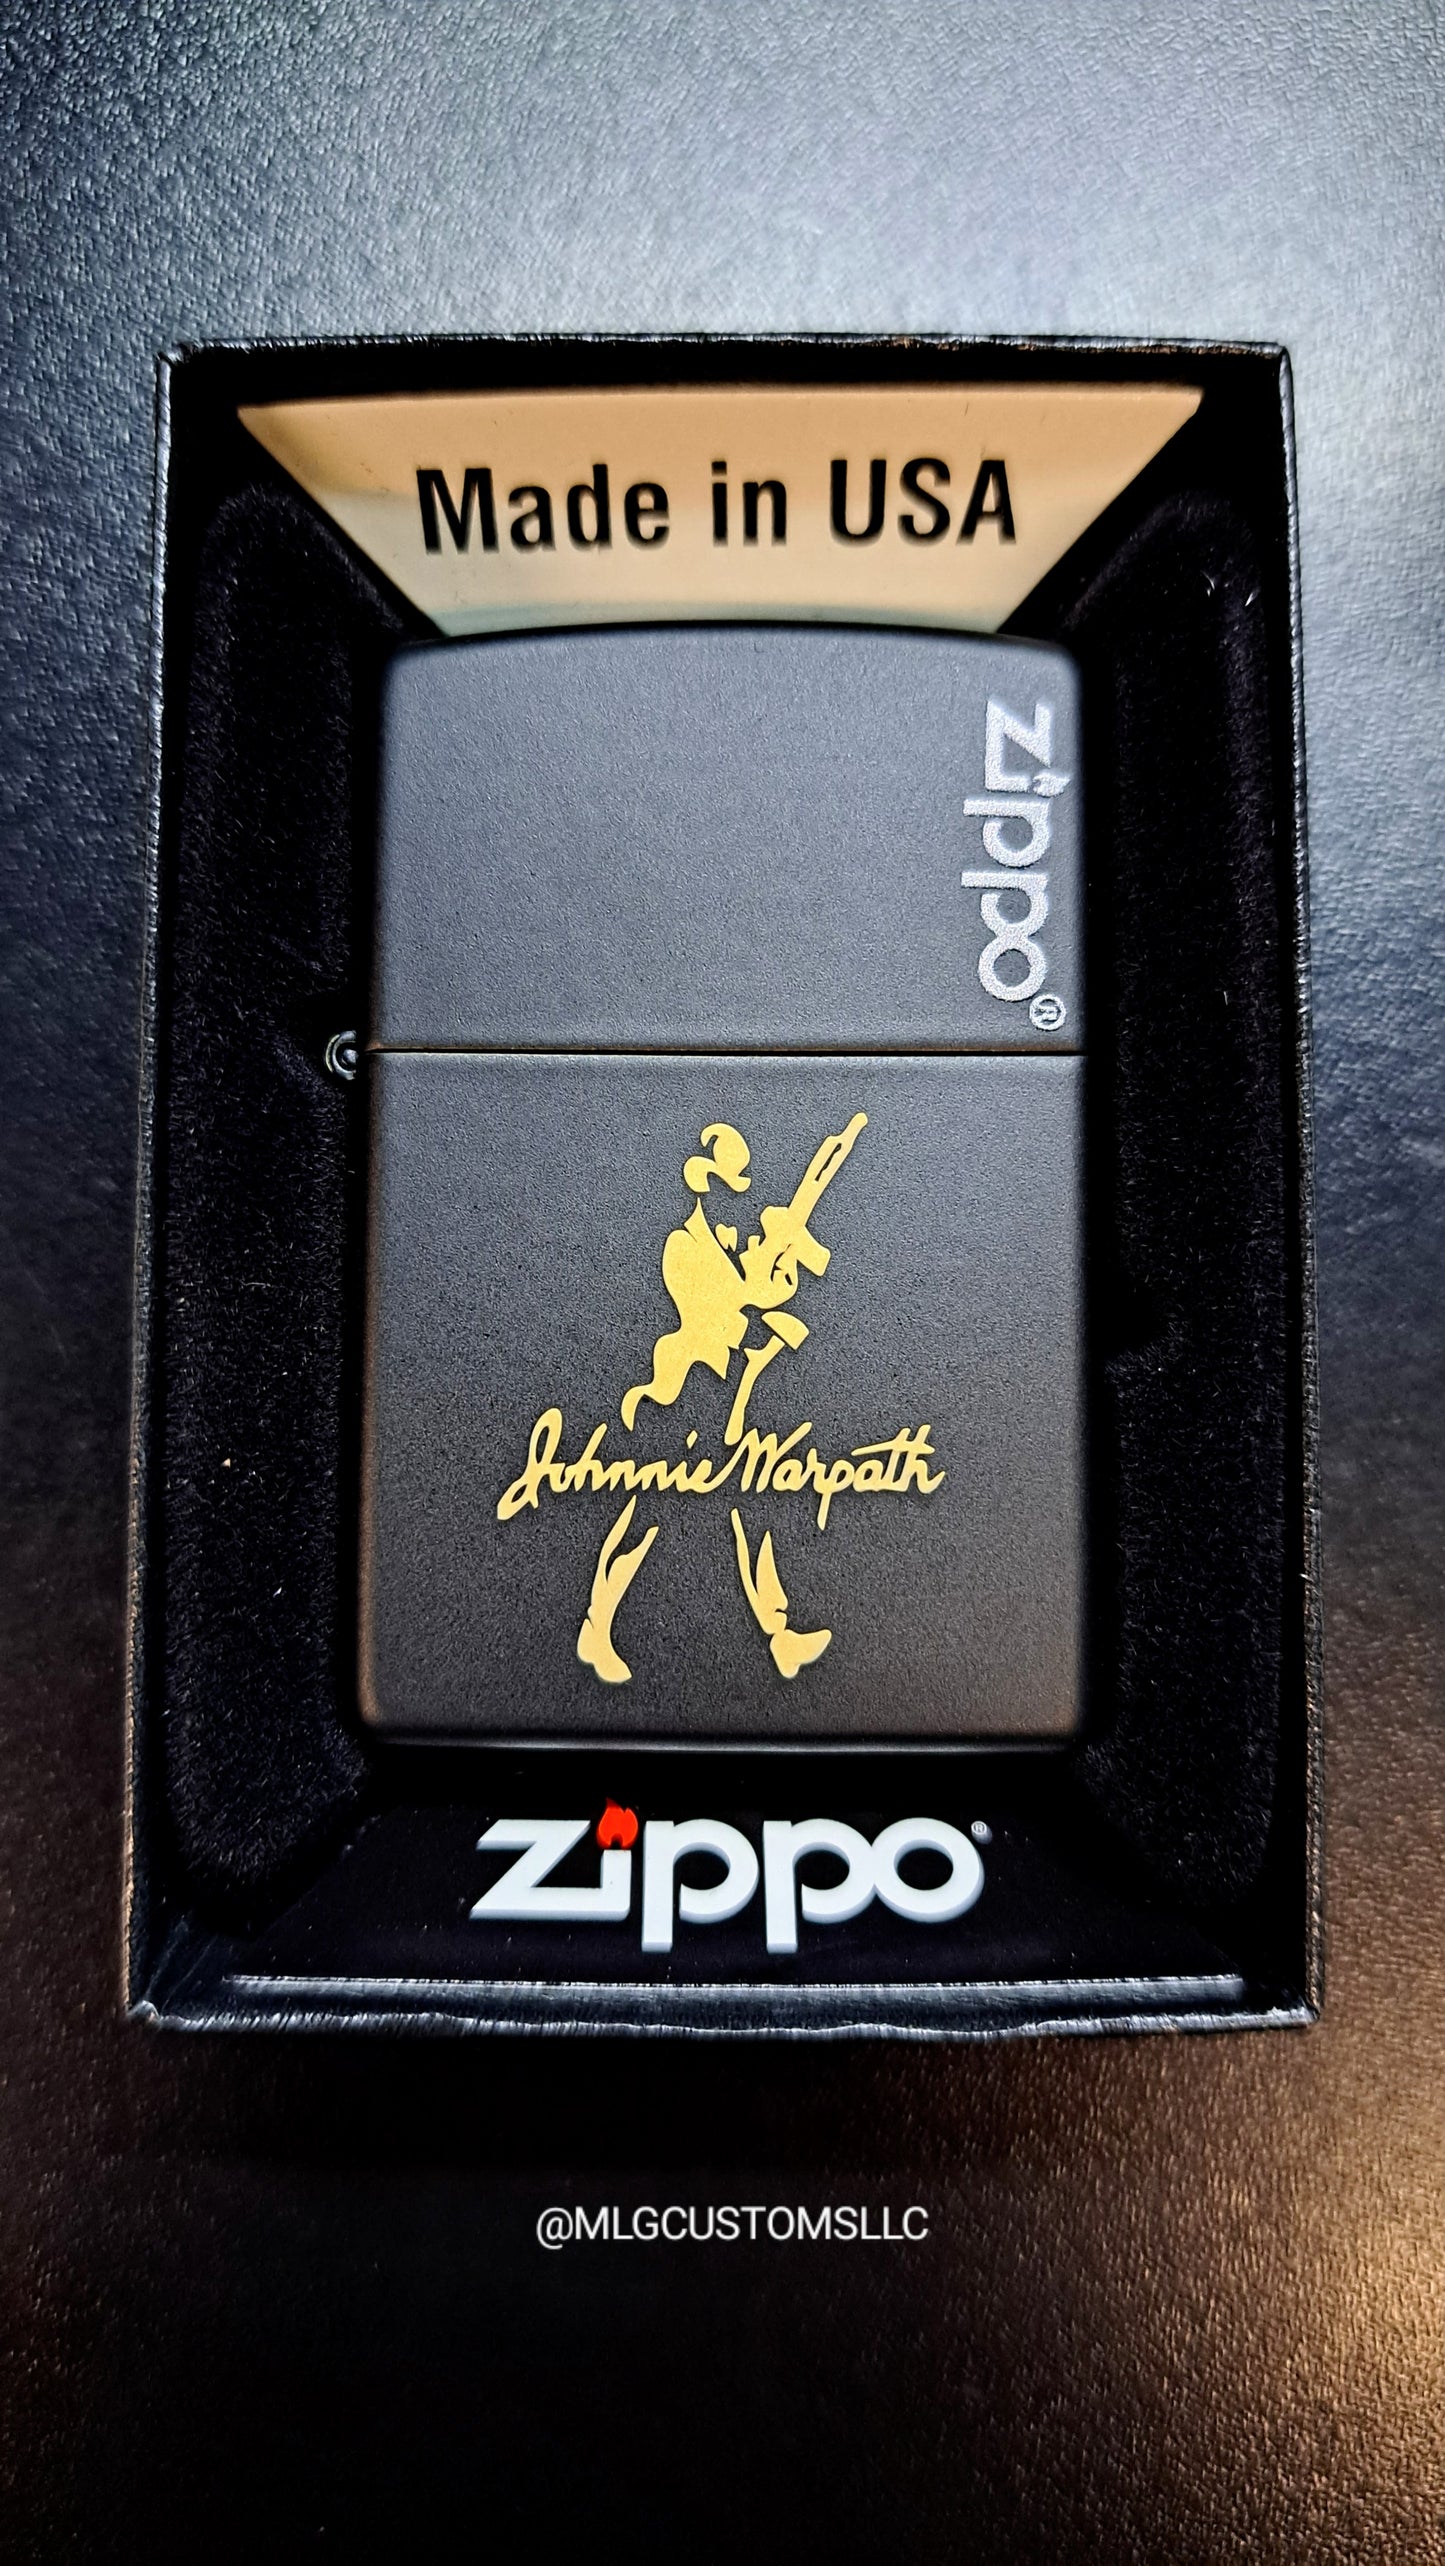 Made in USA
zippo®
Johnnie Warpath
zippo®
@MLGCUSTOMSLLC